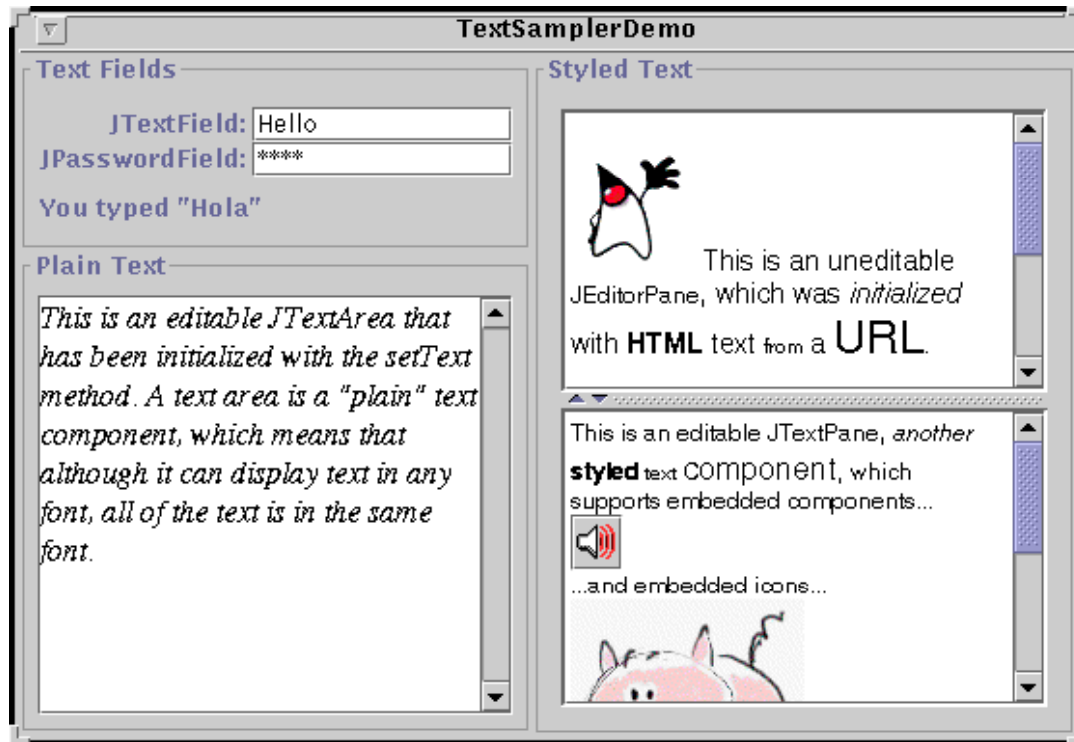 TextSamplerDemo
Text Fields
JTextField: Hello
JPasswordField: ****
You typed "Hola"
Plain Text
This is an editable JTextArea that
has been initialized with the setText
method. A text area is a "plain" text
component, which means that
although it can display text in any
font, all of the text is in the same
font.
Styled Text
This is an uneditable
JEditorPane, which was initialized
with HTML text from a URL.
This is an editable JTextPane, another
styled text component, which
supports embedded components...
...and embedded icons...